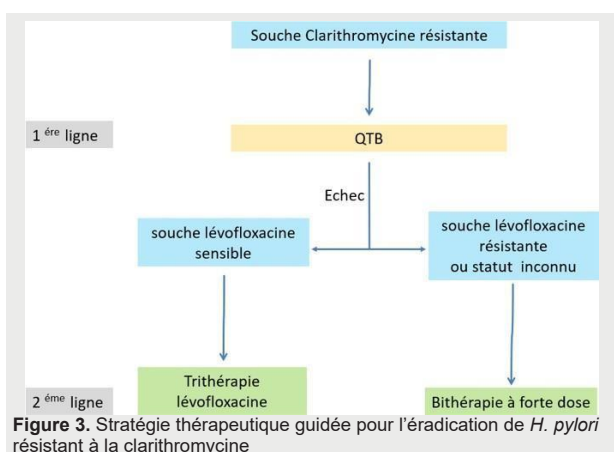 Souche Clarithromycine résistante
1 ére ligne
QTB
Echec
souche lévofloxacine
sensible
souche lévofloxacine
résistante
ou statut inconnu
2 éme ligne
Trithérapie
lévofloxacine
Bithérapie à forte dose
Figure 3. Stratégie thérapeutique guidée pour l’éradication de H. pylori
résistant à la clarithromycine